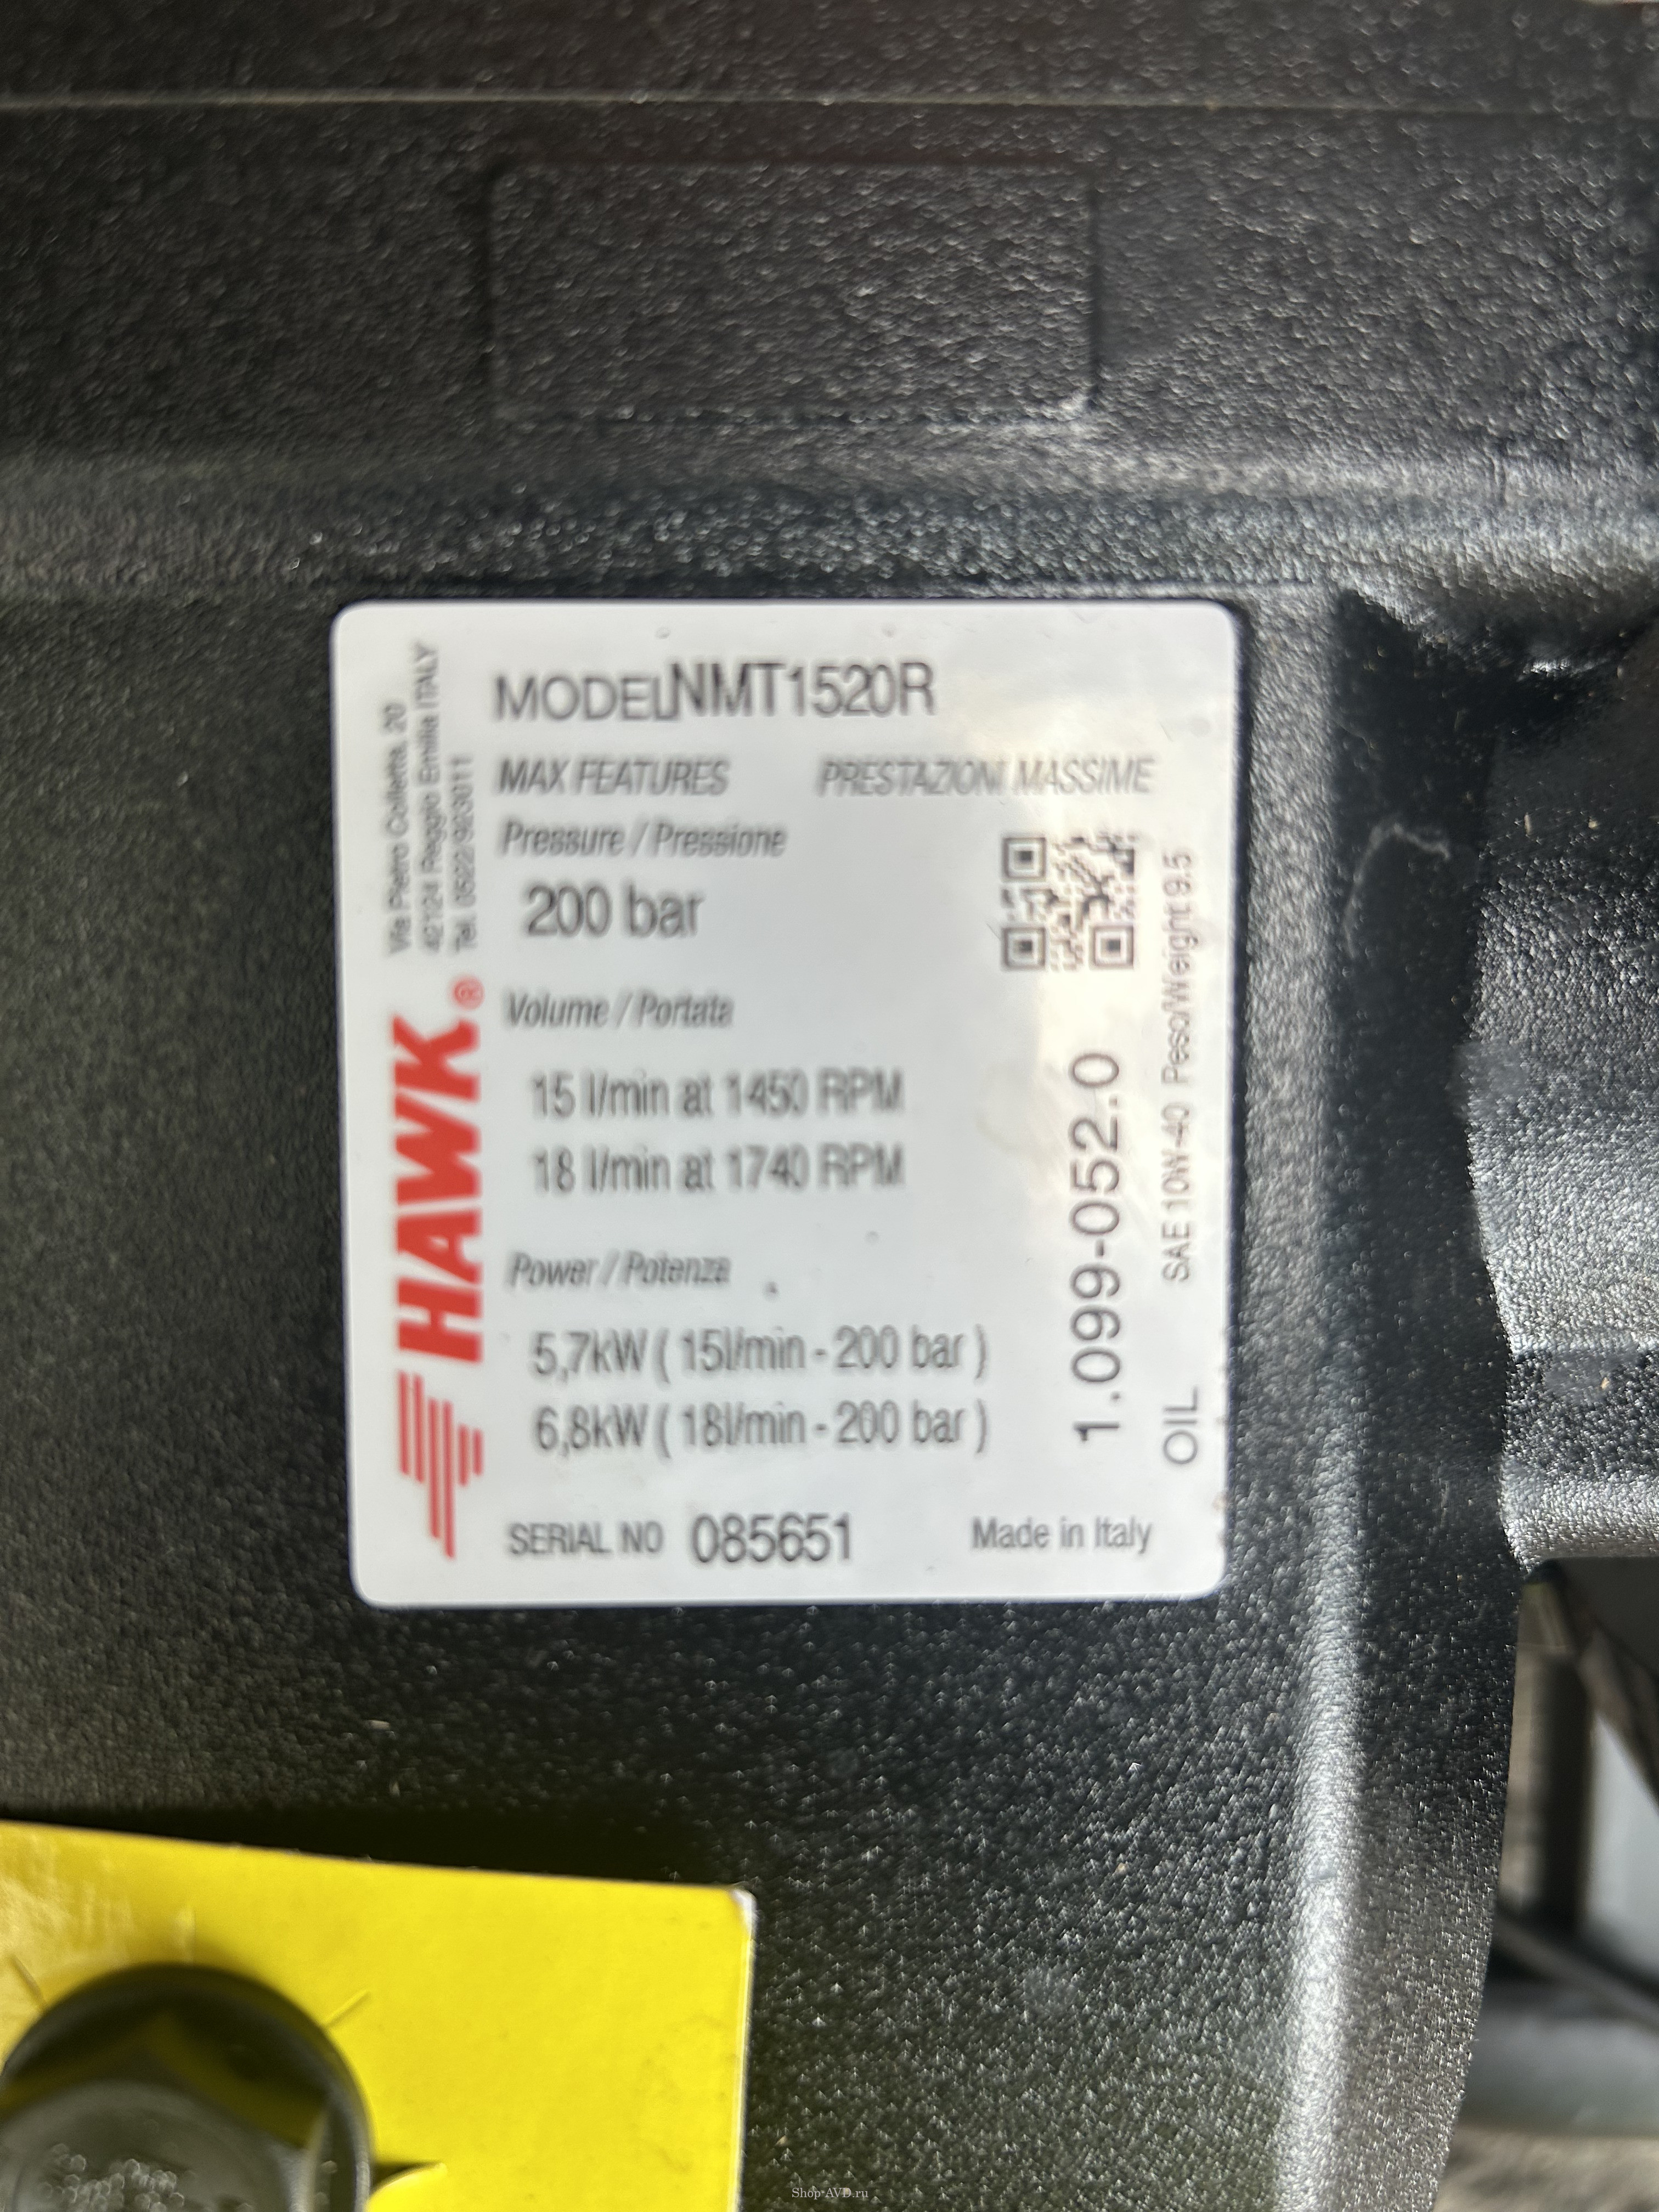 MODEL NMT1520R
MAX FEATURES PRESTAZIONI MASSIME
Pressure / Pressione
200 bar
Volume / Portata
15 l/min at 1450 RPM
18 l/min at 1740 RPM
Power / Potenza
5,7kW ( 15l/min - 200 bar )
6,8kW ( 18l/min - 200 bar )
SERIAL NO 085651 Made in Italy
HAWK®
Via Pietro Colletta, 20
42124 Reggio Emilia ITALY
Tel. 0522/923011
1.099-052.0
OIL SAE 10W-40 Peso/Weight 9.5
Shop-AVD.ru